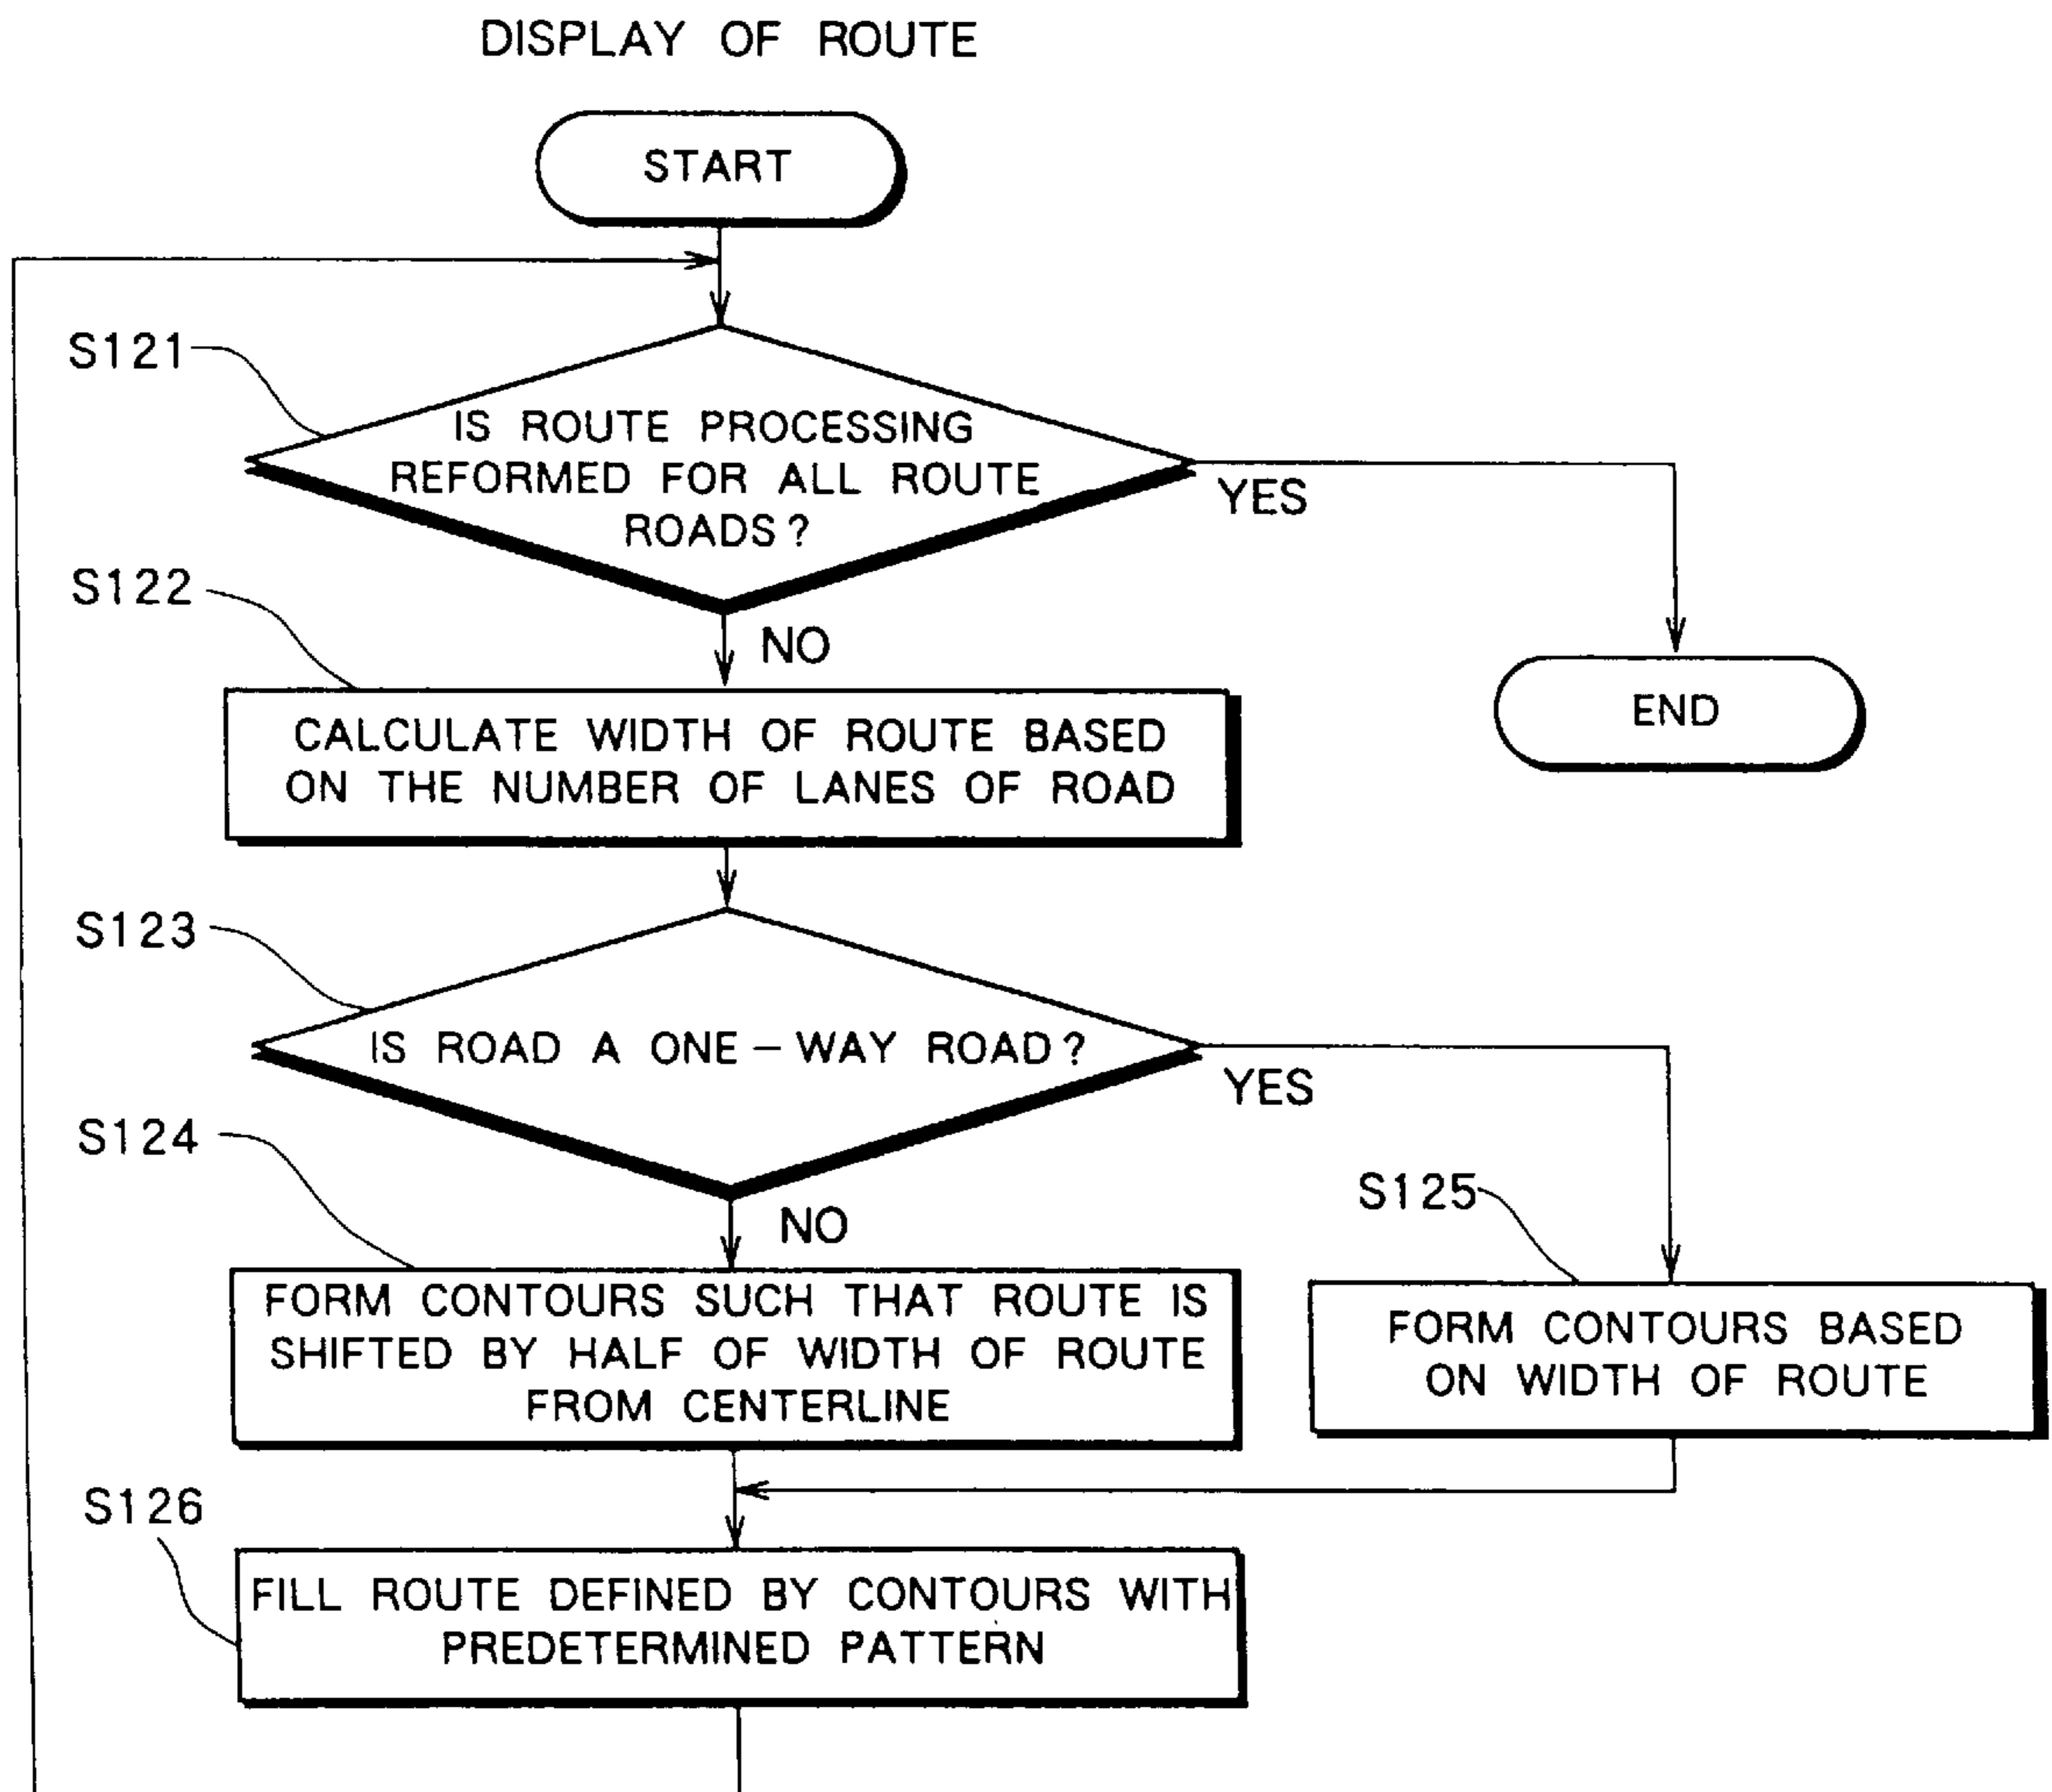 DISPLAY OF ROUTE
START
S121
IS ROUTE PROCESSING
REFORMED FOR ALL ROUTE
ROADS?
YES
S122
NO
CALCULATE WIDTH OF ROUTE BASED
ON THE NUMBER OF LANES OF ROAD
END
S123
IS ROAD A ONE-WAY ROAD?
YES
S124
NO
S125
FORM CONTOURS SUCH THAT ROUTE IS
SHIFTED BY HALF OF WIDTH OF ROUTE
FROM CENTERLINE
FORM CONTOURS BASED
ON WIDTH OF ROUTE
S126
FILL ROUTE DEFINED BY CONTOURS WITH
PREDETERMINED PATTERN